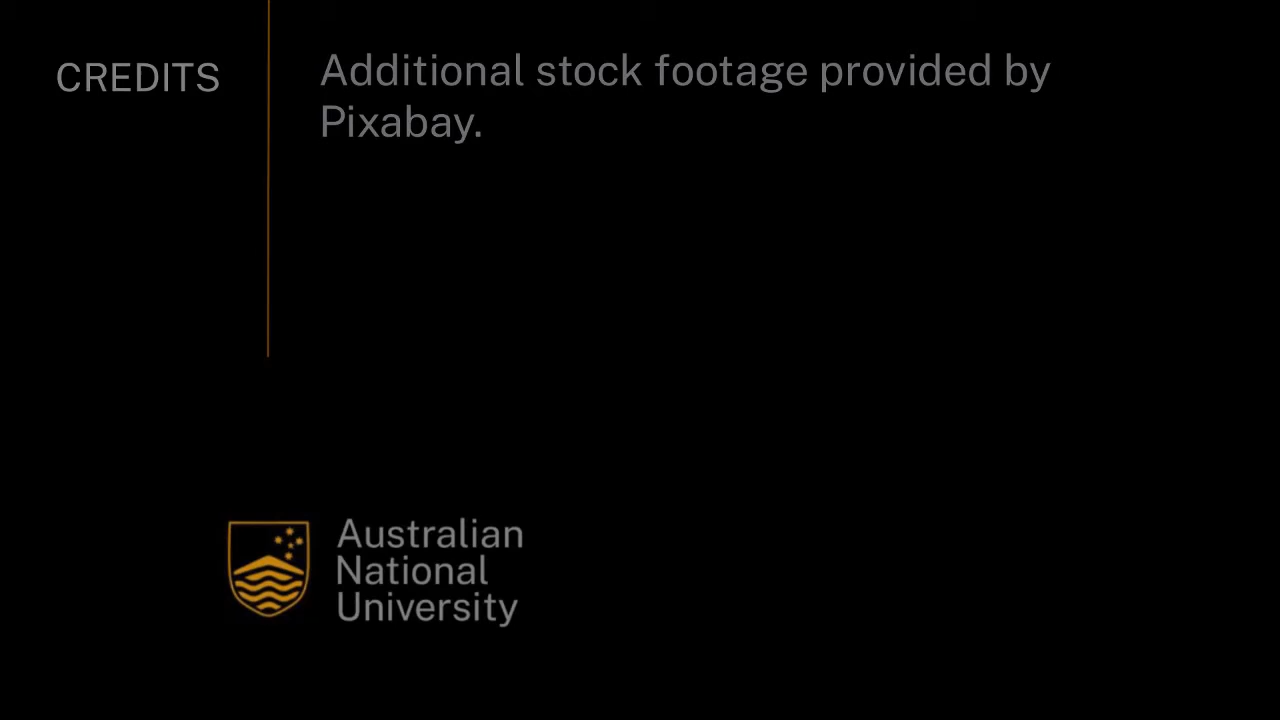 CREDITS
Additional stock footage provided by
Pixabay.
Australian
National
University